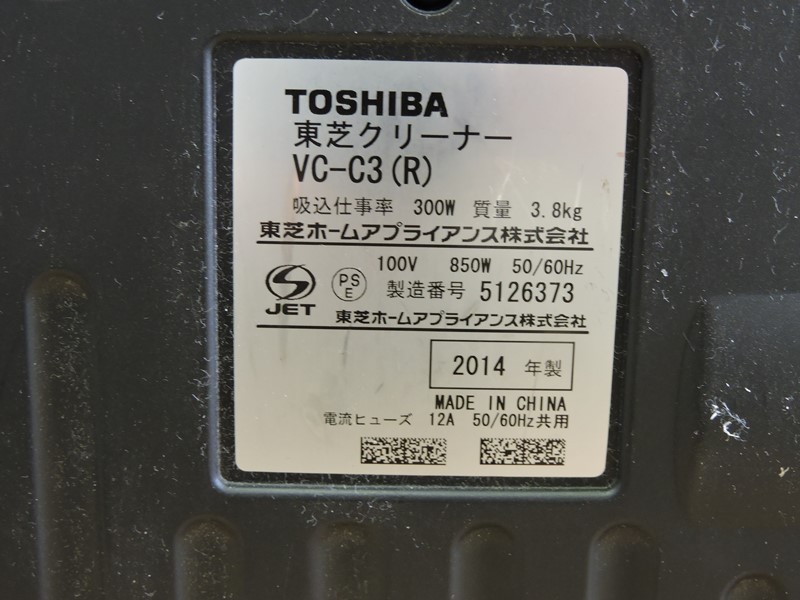 TOSHIBA
東芝クリーナー
VC-C3(R)
吸込仕事率 300W 質量 3.8kg
東芝ホームアプライアンス株式会社
100V 850W 50/60Hz
JET
PS
E
製造番号 5126373
東芝ホームアプライアンス株式会社
2014 年製
MADE IN CHINA
電流ヒューズ 12A 50/60Hz共用